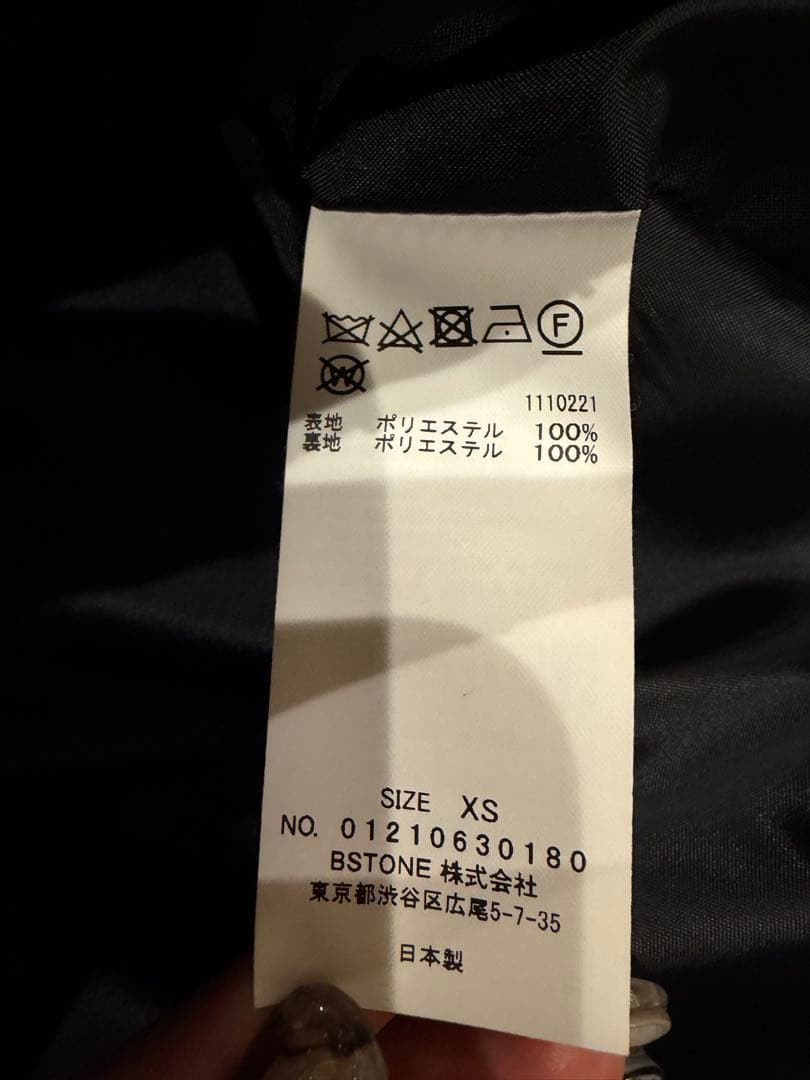 F
W
1110221
表地 ポリエステル 100%
裏地 ポリエステル 100%
SIZE XS
NO. 01210630180
BSTONE 株式会社
東京都渋谷区広尾5-7-35
日本製